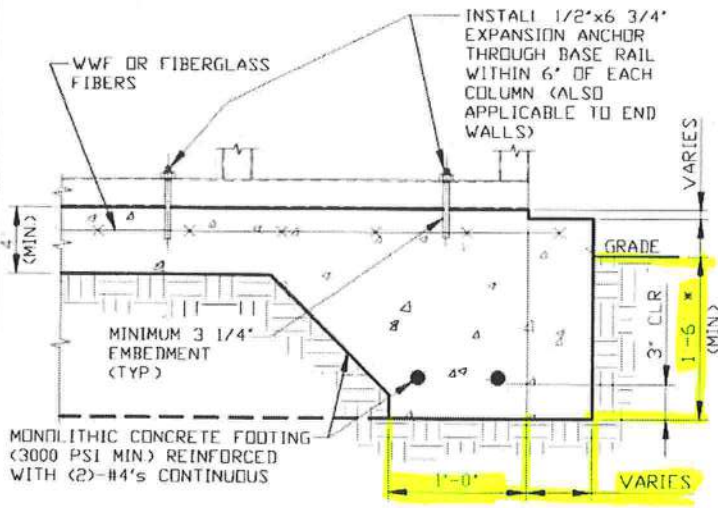 INSTALL 1/2"x6 3/4"
EXPANSION ANCHOR
THROUGH BASE RAIL
WITHIN 6" OF EACH
COLUMN (ALSO
APPLICABLE TO END
WALLS)
WWF OR FIBERGLASS
FIBERS
VARIES
4"
(MIN.)
GRADE
MINIMUM 3 1/4"
EMBEDMENT
(TYP)
3" CLR
1-6 *
(MIN)
MONOLITHIC CONCRETE FOOTING
(3000 PSI MIN.) REINFORCED
WITH (2)-#4's CONTINUOUS
1'-0"
VARIES